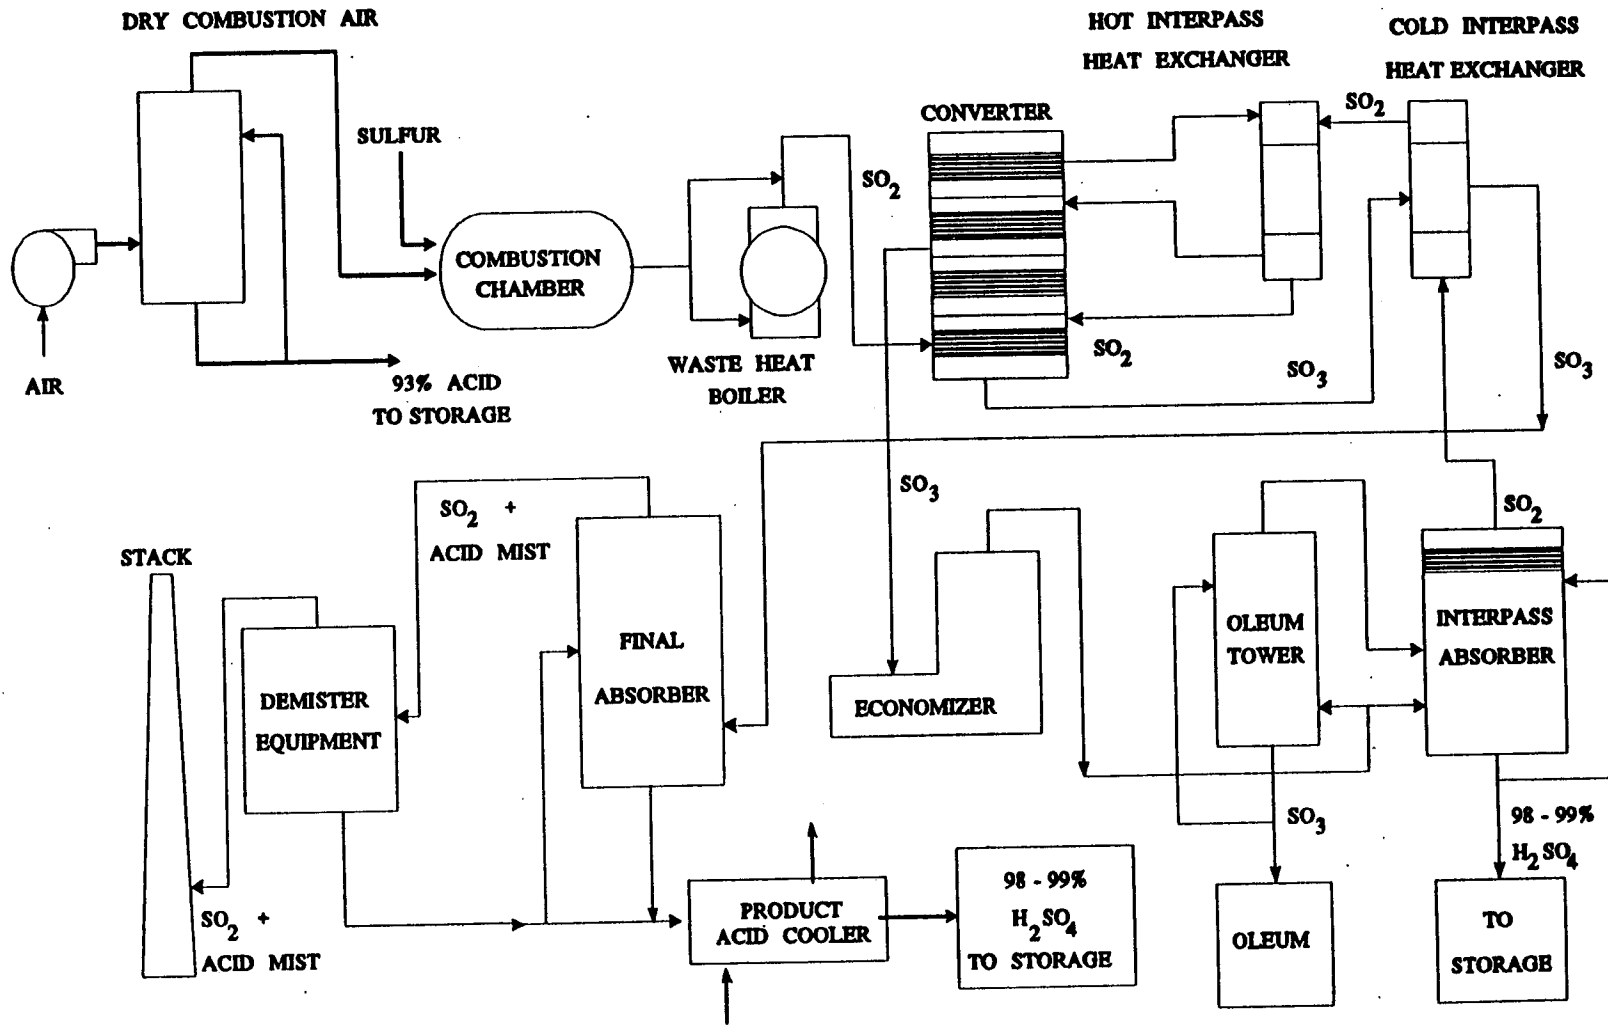 DRY COMBUSTION AIR
HOT INTERPASS
HEAT EXCHANGER
COLD INTERPASS
HEAT EXCHANGER
CONVERTER
SO2
SULFUR
SO2
COMBUSTION
CHAMBER
WASTE HEAT
BOILER
SO2
SO3
SO3
AIR
93% ACID
TO STORAGE
SO3
SO2 +
ACID MIST
SO2
STACK
FINAL
ABSORBER
OLEUM
TOWER
INTERPASS
ABSORBER
DEMISTER
EQUIPMENT
ECONOMIZER
SO3
98 - 99%
H2SO4
SO2 +
ACID MIST
PRODUCT
ACID COOLER
98 - 99%
H2SO4
TO STORAGE
OLEUM
TO
STORAGE